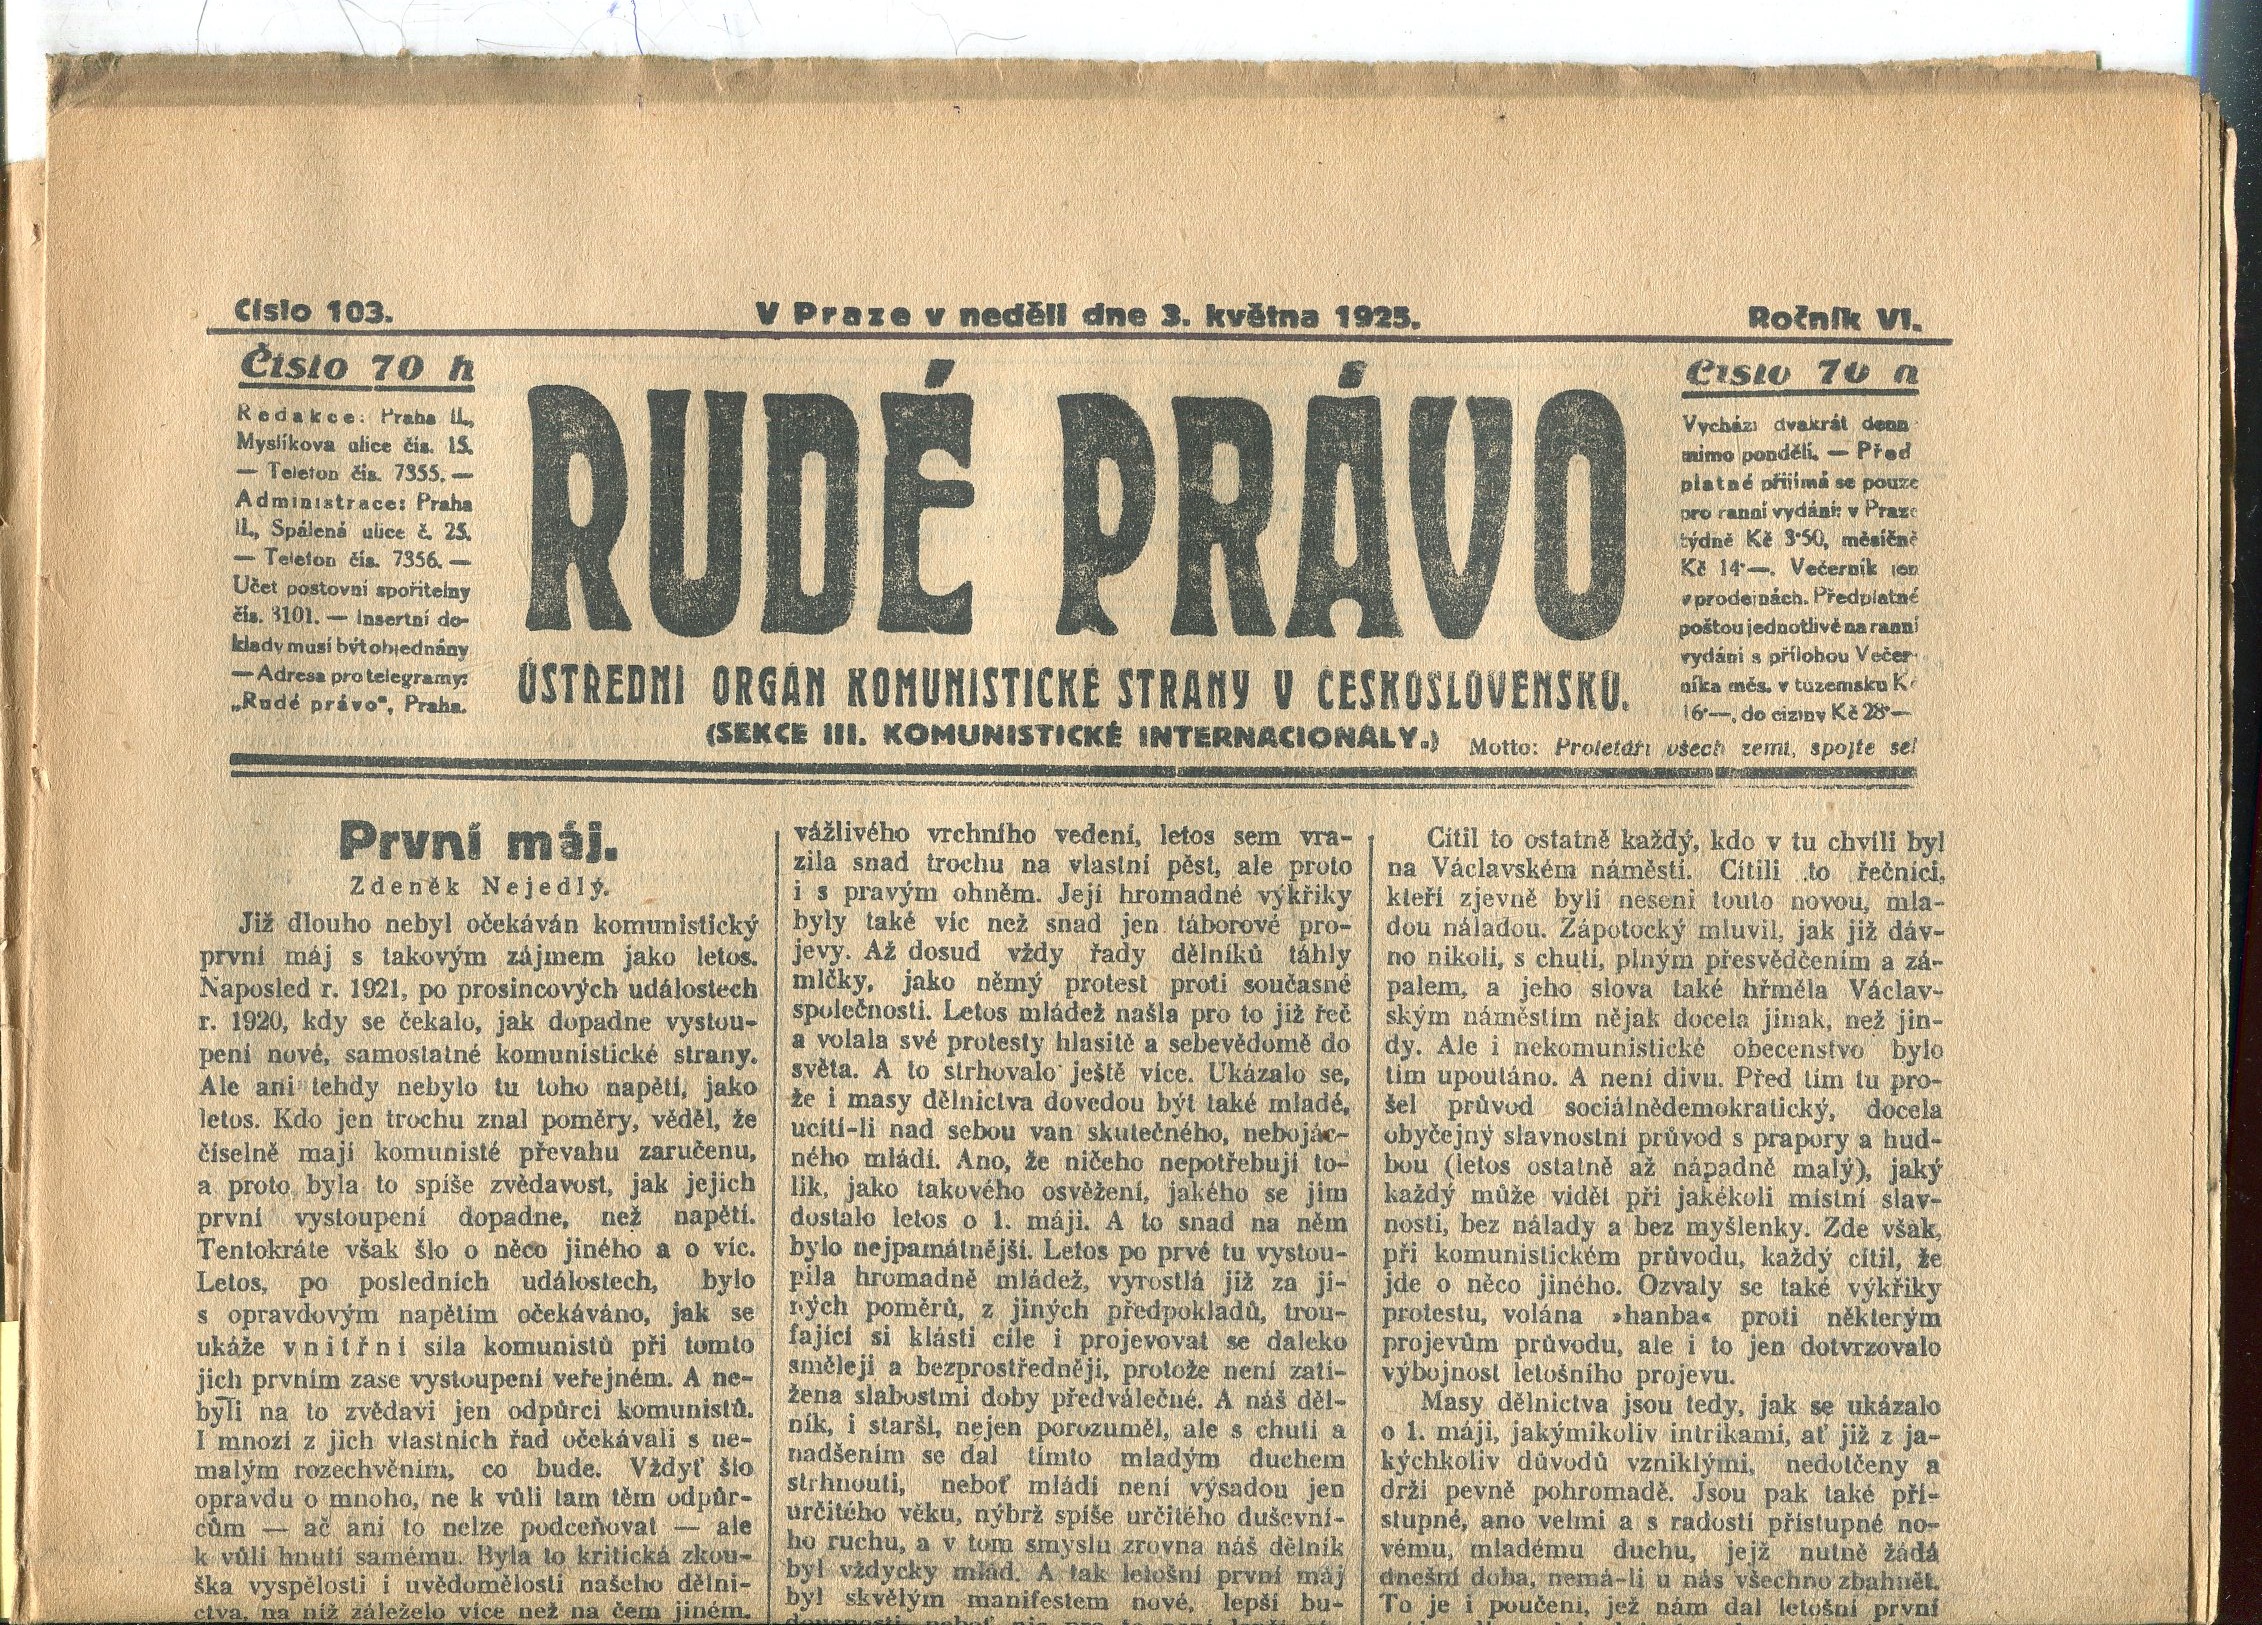 Číslo 103.
V Praze v neděli dne 3. května 1925.
Ročník VI.
Číslo 70 h
Redakce: Praha II.,
Myslíkova ulice čís. 15.
— Telefon čís. 7355. —
Administrace: Praha
II., Spálená ulice č. 25.
— Telefon čís. 7356. —
Účet poštovní spořitelny
čís. 3101. — Insertní do-
klady musí být objednány
— Adresa pro telegramy:
„Rudé právo", Praha.
RUDÉ PRÁVO
ÚSTŘEDNÍ ORGÁN KOMUNISTICKÉ STRANY V ČESKOSLOVENSKU.
(SEKCE III. KOMUNISTICKÉ INTERNACIONÁLY.)
Číslo 70 h
Vychází dvakrát denn
mimo pondělí. — Před
platné přijímá se pouze
pro ranní vydání: v Praze
týdně Kč 3·50, měsíčně
Kč 14·—. Večerník jen
v prodejnách. Předplatné
poštou jednotlivě na ranní
vydání s přílohou Večer-
níka měs. v tuzemsku Kč
16·—, do ciziny Kč 28·—
Motto: Proletáři všech zemí, spojte se!
První máj.
Zdeněk Nejedlý.
Již dlouho nebyl očekáván komunistický
první máj s takovým zájmem jako letos.
Naposled r. 1921, po prosincových událostech
r. 1920, kdy se čekalo, jak dopadne vystou-
pení nové, samostatné komunistické strany.
Ale ani tehdy nebylo tu toho napětí, jako
letos. Kdo jen trochu znal poměry, věděl, že
číselně mají komunisté převahu zaručenu,
a proto byla to spíše zvědavost, jak jejich
první vystoupení dopadne, než napětí.
Tentokráte však šlo o něco jiného a o víc.
Letos, po posledních událostech, bylo
s opravdovým napětím očekáváno, jak se
ukáže vnitřní síla komunistů při tomto
jich prvním zase vystoupení veřejném. A ne-
byli na to zvědavi jen odpůrci komunistů.
I mnozí z jich vlastních řad očekávali s ne-
malým rozechvěním, co bude. Vždyť šlo
opravdu o mnoho, ne k vůli tam těm odpůr-
cům — ač ani to nelze podceňovat — ale
k vůli hnutí samému. Byla to kritická zkou-
ška vyspělosti i uvědomělosti našeho dělni-
ctva, na níž záleželo více než na čem jiném.
vážlivého vrchního vedení, letos sem vra-
zila snad trochu na vlastní pěst, ale proto
i s pravým ohněm. Její hromadné výkřiky
byly také víc než snad jen táborové pro-
jevy. Až dosud vždy řady dělníků táhly
mlčky, jako němý protest proti současné
společnosti. Letos mládež našla pro to již řeč
a volala své protesty hlasitě a sebevědomě do
světa. A to strhovalo ještě více. Ukázalo se,
že i masy dělnictva dovedou být také mladé,
ucítí-li nad sebou van skutečného, nebojác-
ného mládí. Ano, že ničeho nepotřebují to-
lik, jako takového osvěžení, jakého se jim
dostalo letos o 1. máji. A to snad na něm
bylo nejpamátnější. Letos po prvé tu vystou-
pila hromadně mládež, vyrostlá již za ji-
ných poměrů, z jiných předpokladů, trou-
fající si klásti cíle i projevovat se daleko
směleji a bezprostředněji, protože není zatí-
žena slabostmi doby předválečné. A náš děl-
ník, i starší, nejen porozuměl, ale s chutí a
nadšením se dal tímto mladým duchem
strhnouti, neboť mládí není výsadou jen
určitého věku, nýbrž spíše určitého duševní-
ho ruchu, a v tom smyslu zrovna náš dělník
byl vždycky mlád. A tak letošní první máj
byl skvělým manifestem nové, lepší bu-
doucnosti, neboť nic pro to není lepší zá-
Cítil to ostatně každý, kdo v tu chvíli byl
na Václavském náměstí. Cítili to řečníci,
kteří zjevně byli neseni touto novou, mla-
dou náladou. Zápotocký mluvil, jak již dáv-
no nikoli, s chutí, plným přesvědčením a zá-
palem, a jeho slova také hřměla Václav-
ským náměstím nějak docela jinak, než jin-
dy. Ale i nekomunistické obecenstvo bylo
tím upoutáno. A není divu. Před tím tu pro-
šel průvod sociálnědemokratický, docela
obyčejný slavnostní průvod s prapory a hud-
bou (letos ostatně až nápadně malý), jaký
každý může viděl při jakékoli místní slav-
nosti, bez nálady a bez myšlenky. Zde však,
při komunistickém průvodu, každý cítil, že
jde o něco jiného. Ozvaly se také výkřiky
protestu, volána »hanba« proti některým
projevům průvodu, ale i to jen dotvrzovalo
výbojnost letošního projevu.
Masy dělnictva jsou tedy, jak se ukázalo
o 1. máji, jakýmikoliv intrikami, ať již z ja-
kýchkoliv důvodů vzniklými, nedotčeny a
drží pevně pohromadě. Jsou pak také pří-
stupné, ano velmi a s radostí přístupné no-
vému, mladému duchu, jejž nutně žádá
dnešní doba, nemá-li u nás všechno zbahnět.
To je i poučení, jež nám dal letošní první